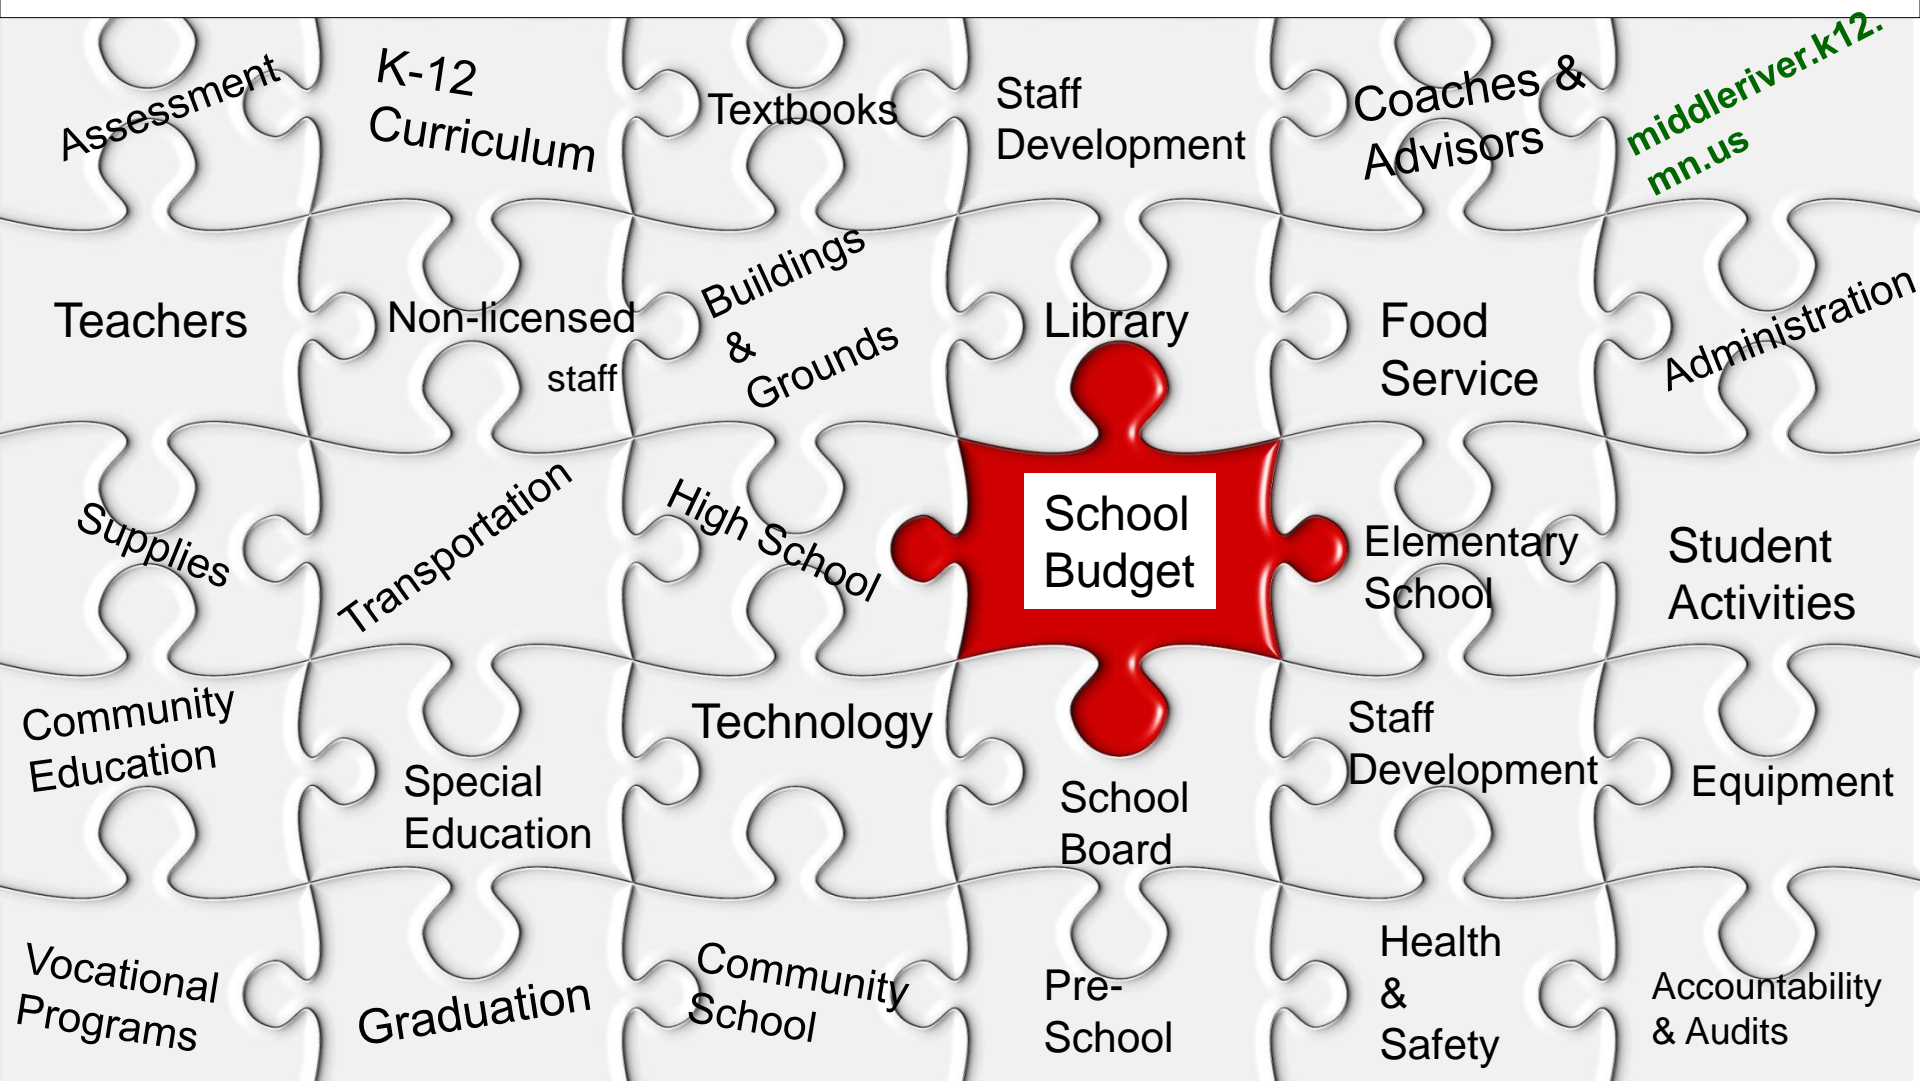 Assessment
K-12
Curriculum
Textbooks
Staff
Development
Coaches &
Advisors
middleriver.k12.
mn.us
Teachers
Non-licensed
staff
Buildings
&
Grounds
Library
Food
Service
Administration
Supplies
Transportation
High School
School
Budget
Elementary
School
Student
Activities
Community
Education
Special
Education
Technology
School
Board
Staff
Development
Equipment
Vocational
Programs
Graduation
Community
School
Pre-
School
Health
&
Safety
Accountability
& Audits